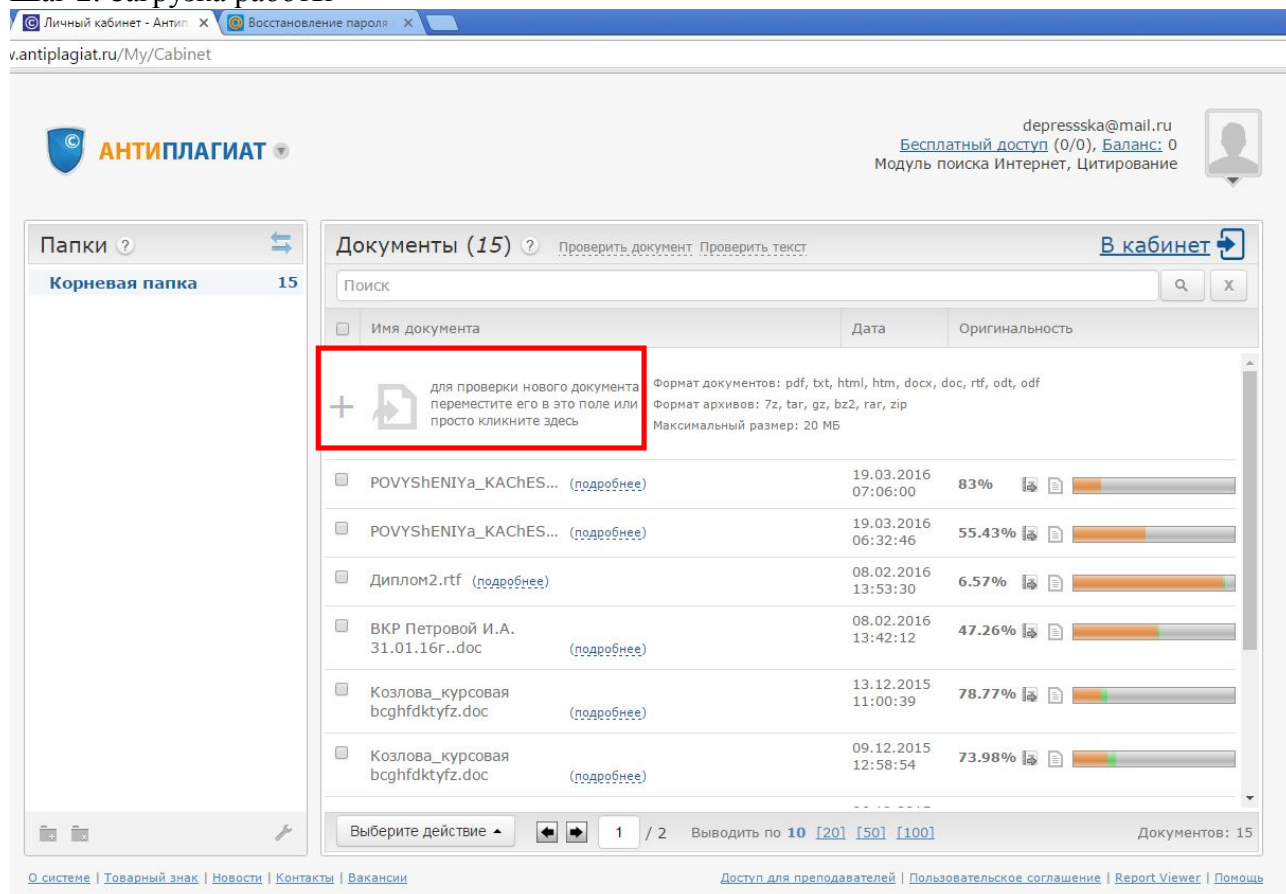 Личный кабинет - Антип
Восстановление пароля
v.antiplagiat.ru/My/Cabinet
АНТИПЛАГИАТ
depressska@mail.ru
Бесплатный доступ (0/0), Баланс: 0
Модуль поиска Интернет, Цитирование
Папки ?
Корневая папка 15
Документы (15) ? Проверить документ Проверить текст В кабинет
Поиск X
Имя документа Дата Оригинальность
для проверки нового документа
переместите его в это поле или
просто кликните здесь
Формат документов: pdf, txt, html, htm, docx, doc, rtf, odt, odf
Формат архивов: 7z, tar, gz, bz2, rar, zip
Максимальный размер: 20 МБ
POVYShENIYa_KAChES... (подробнее) 19.03.2016 83%
07:06:00
POVYShENIYa_KAChES... (подробнее) 19.03.2016 55.43%
06:32:46
Диплом2.rtf (подробнее) 08.02.2016 6.57%
13:53:30
ВКР Петровой И.А. 08.02.2016 47.26%
31.01.16г..doc (подробнее) 13:42:12
Козлова_курсовая 13.12.2015 78.77%
bcghfdktyfz.doc (подробнее) 11:00:39
Козлова_курсовая 09.12.2015 73.98%
bcghfdktyfz.doc (подробнее) 12:58:54
Выберите действие 1 / 2 Выводить по 10 [20] [50] [100] Документов: 15
О системе | Товарный знак | Новости | Контакты | Вакансии
Доступ для преподавателей | Пользовательское соглашение | Report Viewer | Помощь